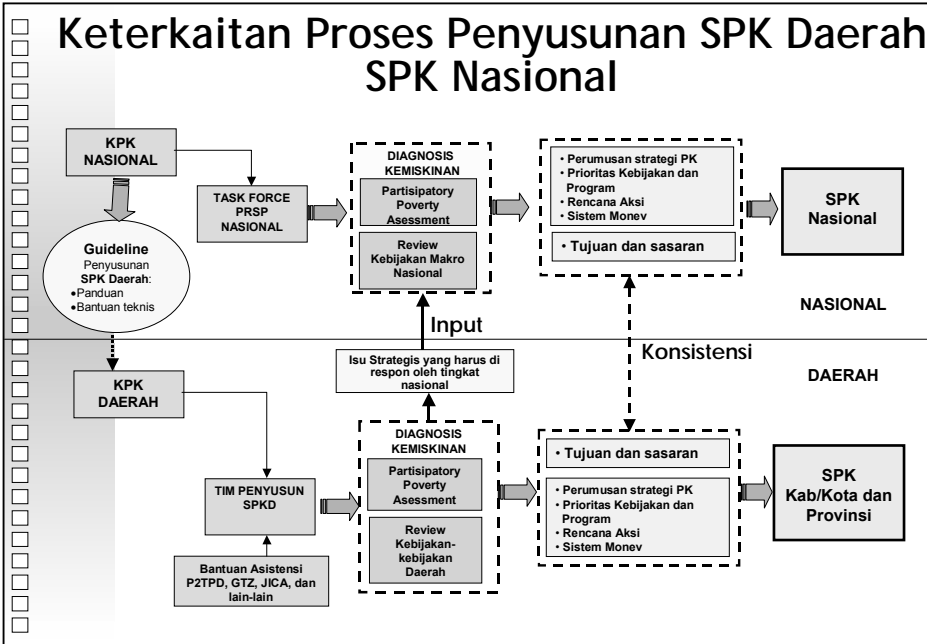 Keterkaitan Proses Penyusunan SPK Daerah
SPK Nasional
KPK
NASIONAL
TASK FORCE
PRSP
NASIONAL
Guideline
Penyusunan
SPK Daerah:
•Panduan
•Bantuan teknis
DIAGNOSIS
KEMISKINAN
Partisipatory
Poverty
Asessment
Review
Kebijakan Makro
Nasional
• Perumusan strategi PK
• Prioritas Kebijakan dan
Program
• Rencana Aksi
• Sistem Monev
• Tujuan dan sasaran
SPK
Nasional
NASIONAL
Input
Konsistensi
Isu Strategis yang harus di
respon oleh tingkat
nasional
DAERAH
KPK
DAERAH
TIM PENYUSUN
SPKD
Bantuan Asistensi
P2TPD, GTZ, JICA, dan
lain-lain
DIAGNOSIS
KEMISKINAN
Partisipatory
Poverty
Asessment
Review
Kebijakan-
kebijakan
Daerah
• Tujuan dan sasaran
• Perumusan strategi PK
• Prioritas Kebijakan dan
Program
• Rencana Aksi
• Sistem Monev
SPK
Kab/Kota dan
Provinsi